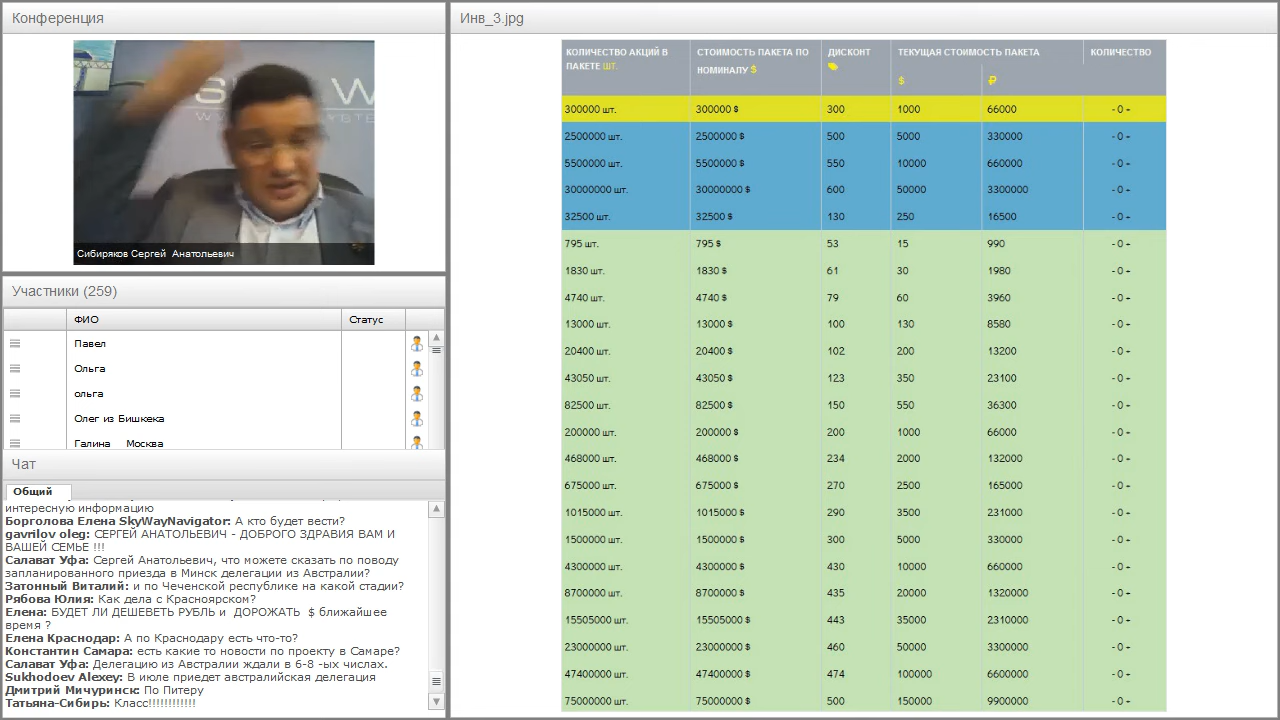 Конференция
Сибиряков Сергей Анатольевич
Участники (259)
ФИО Статус
Павел
Ольга
ольга
Олег из Бишкека
Галина Москва
Чат
Общий
интересную информацию
Борголова Елена SkyWayNavigator: А кто будет вести?
gavrilov oleg: СЕРГЕЙ АНАТОЛЬЕВИЧ - ДОБРОГО ЗДРАВИЯ ВАМ И
ВАШЕЙ СЕМЬЕ !!!
Салават Уфа: Сергей Анатольевич, что можете сказать по поводу
запланированного приезда в Минск делегации из Австралии?
Затонный Виталий: и по Чеченской республике на какой стадии?
Рябова Юлия: Как дела с Красноярском?
Елена: БУДЕТ ЛИ ДЕШЕВЕТЬ РУБЛЬ и ДОРОЖАТЬ $ ближайшее
время ?
Елена Краснодар: А по Краснодару есть что-то?
Константин Самара: есть какие то новости по проекту в Самаре?
Салават Уфа: Делегацию из Австралии ждали в 6-8 -ых числах.
Sukhodoev Alexey: В июле приедет австралийская делегация
Дмитрий Мичуринск: По Питеру
Татьяна-Сибирь: Класс!!!!!!!!!!!!
Инв_3.jpg
КОЛИЧЕСТВО АКЦИЙ В СТОИМОСТЬ ПАКЕТА ПО ДИСКОНТ ТЕКУЩАЯ СТОИМОСТЬ ПАКЕТА КОЛИЧЕСТВО
ПАКЕТЕ ШТ. НОМИНАЛУ $ $ ₽
300000 шт. 300000 $ 300 1000 66000 - 0 +
2500000 шт. 2500000 $ 500 5000 330000 - 0 +
5500000 шт. 5500000 $ 550 10000 660000 - 0 +
30000000 шт. 30000000 $ 600 50000 3300000 - 0 +
32500 шт. 32500 $ 130 250 16500 - 0 +
795 шт. 795 $ 53 15 990 - 0 +
1830 шт. 1830 $ 61 30 1980 - 0 +
4740 шт. 4740 $ 79 60 3960 - 0 +
13000 шт. 13000 $ 100 130 8580 - 0 +
20400 шт. 20400 $ 102 200 13200 - 0 +
43050 шт. 43050 $ 123 350 23100 - 0 +
82500 шт. 82500 $ 150 550 36300 - 0 +
200000 шт. 200000 $ 200 1000 66000 - 0 +
468000 шт. 468000 $ 234 2000 132000 - 0 +
675000 шт. 675000 $ 270 2500 165000 - 0 +
1015000 шт. 1015000 $ 290 3500 231000 - 0 +
1500000 шт. 1500000 $ 300 5000 330000 - 0 +
4300000 шт. 4300000 $ 430 10000 660000 - 0 +
8700000 шт. 8700000 $ 435 20000 1320000 - 0 +
15505000 шт. 15505000 $ 443 35000 2310000 - 0 +
23000000 шт. 23000000 $ 460 50000 3300000 - 0 +
47400000 шт. 47400000 $ 474 100000 6600000 - 0 +
75000000 шт. 75000000 $ 500 150000 9900000 - 0 +